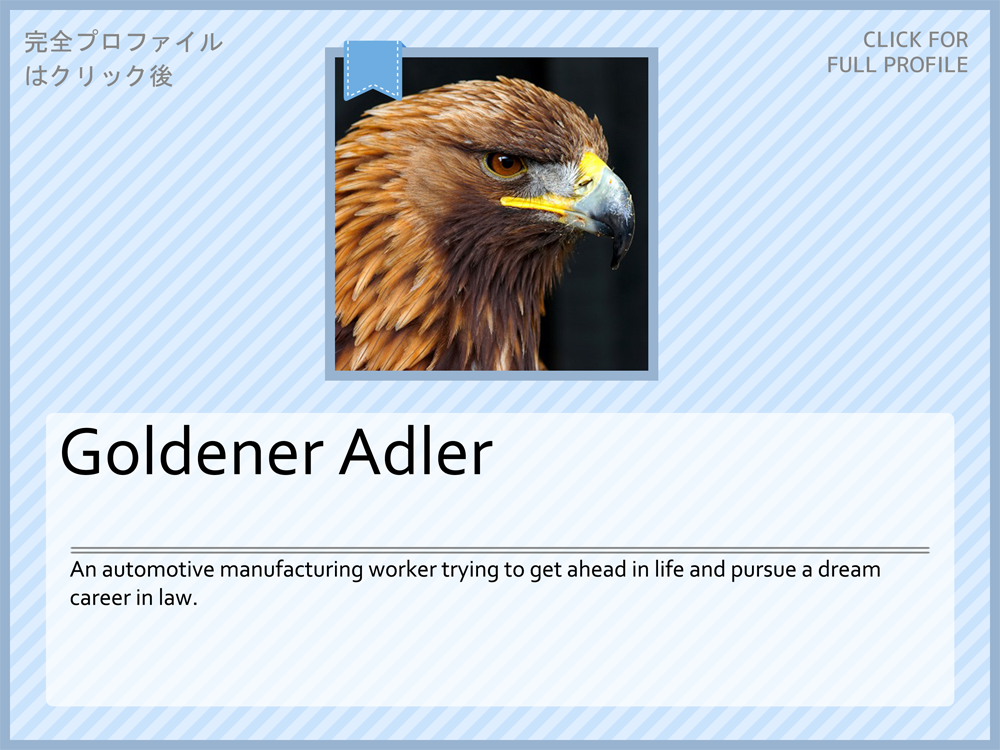 完全プロファイル
はクリック後
CLICK FOR
FULL PROFILE
Goldener Adler
An automotive manufacturing worker trying to get ahead in life and pursue a dream
career in law.